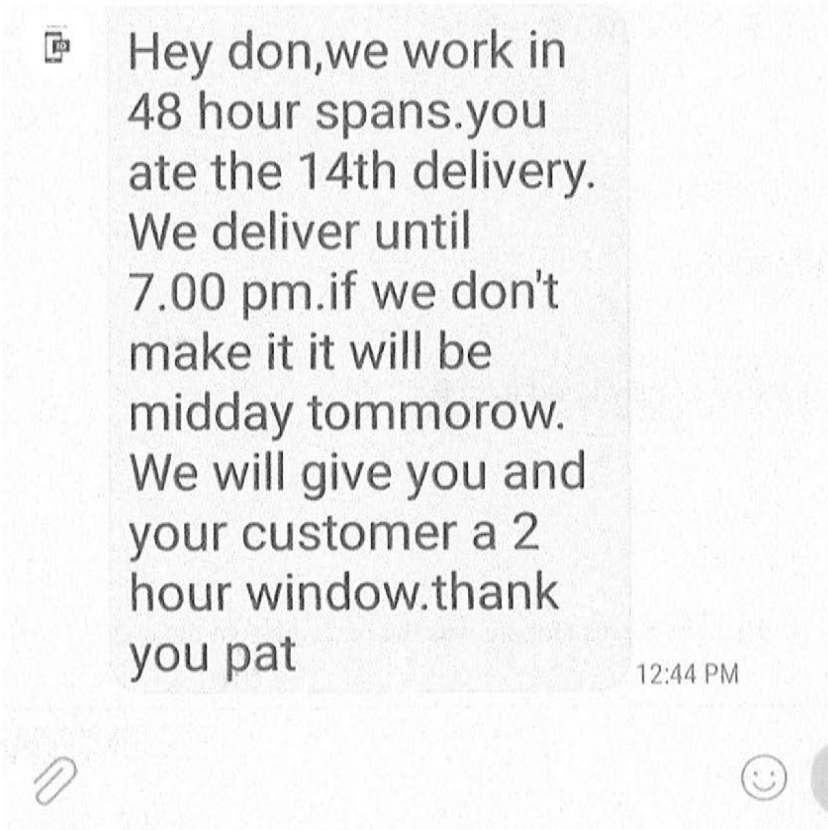 Hey don,we work in
48 hour spans.you
ate the 14th delivery.
We deliver until
7.00 pm.if we don't
make it it will be
midday tommorow.
We will give you and
your customer a 2
hour window.thank
you pat
12:44 PM